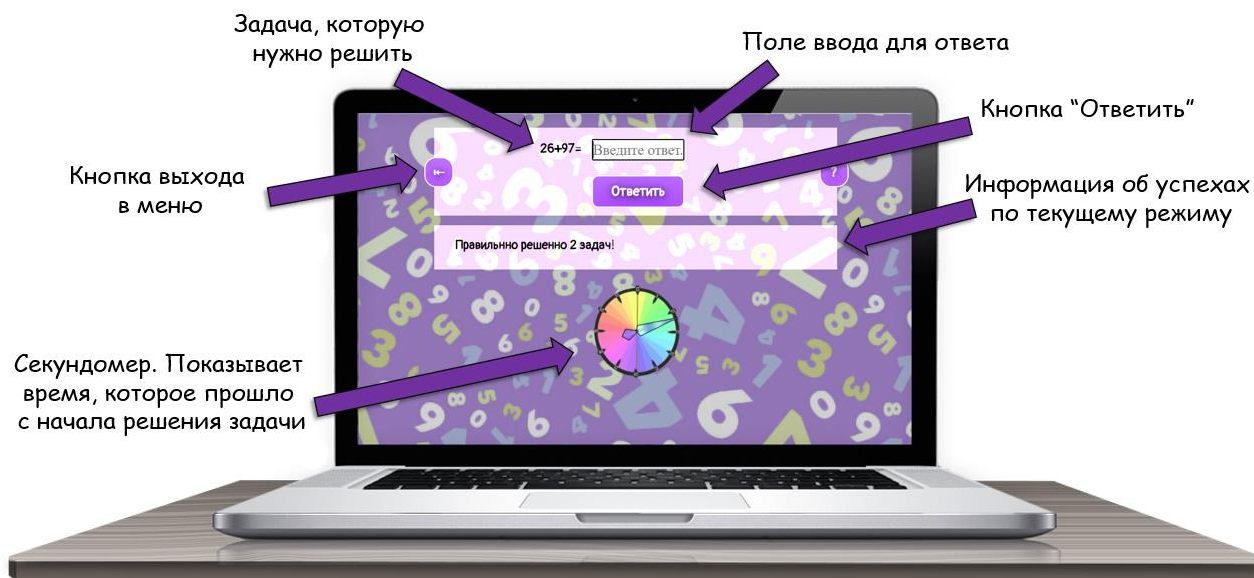 Задача, которую
нужно решить
Поле ввода для ответа
Кнопка “Ответить”
Кнопка выхода
в меню
Информация об успехах
по текущему режиму
26+97=
Введите ответ.
⇤
?
Ответить
Правильнно решенно 2 задач!
Секундомер. Показывает
время, которое прошло
с начала решения задачи